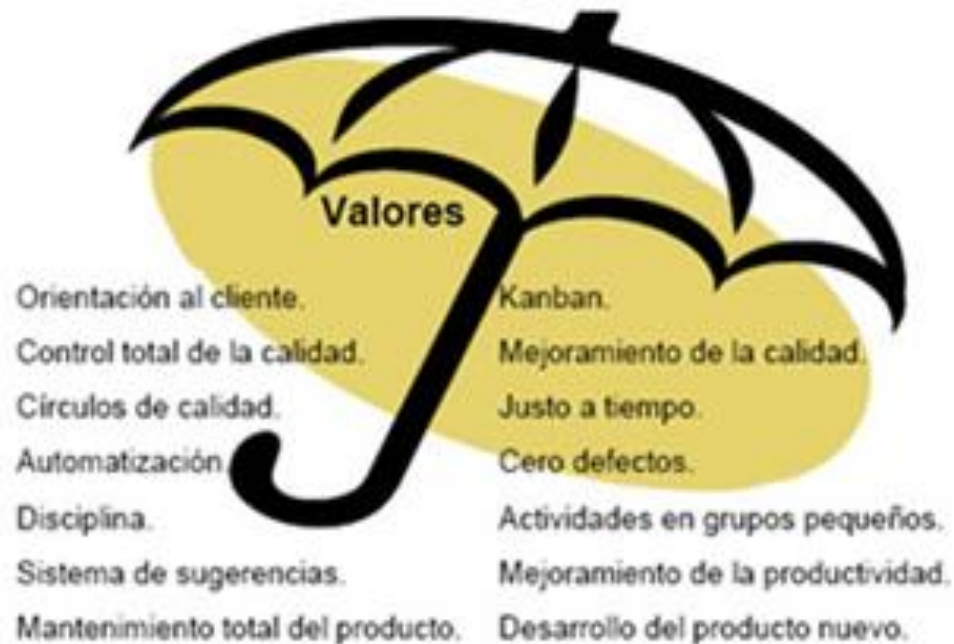 Valores
Orientación al cliente.
Control total de la calidad.
Círculos de calidad.
Automatización.
Disciplina.
Sistema de sugerencias.
Mantenimiento total del producto.
Kanban.
Mejoramiento de la calidad.
Justo a tiempo.
Cero defectos.
Actividades en grupos pequeños.
Mejoramiento de la productividad.
Desarrollo del producto nuevo.